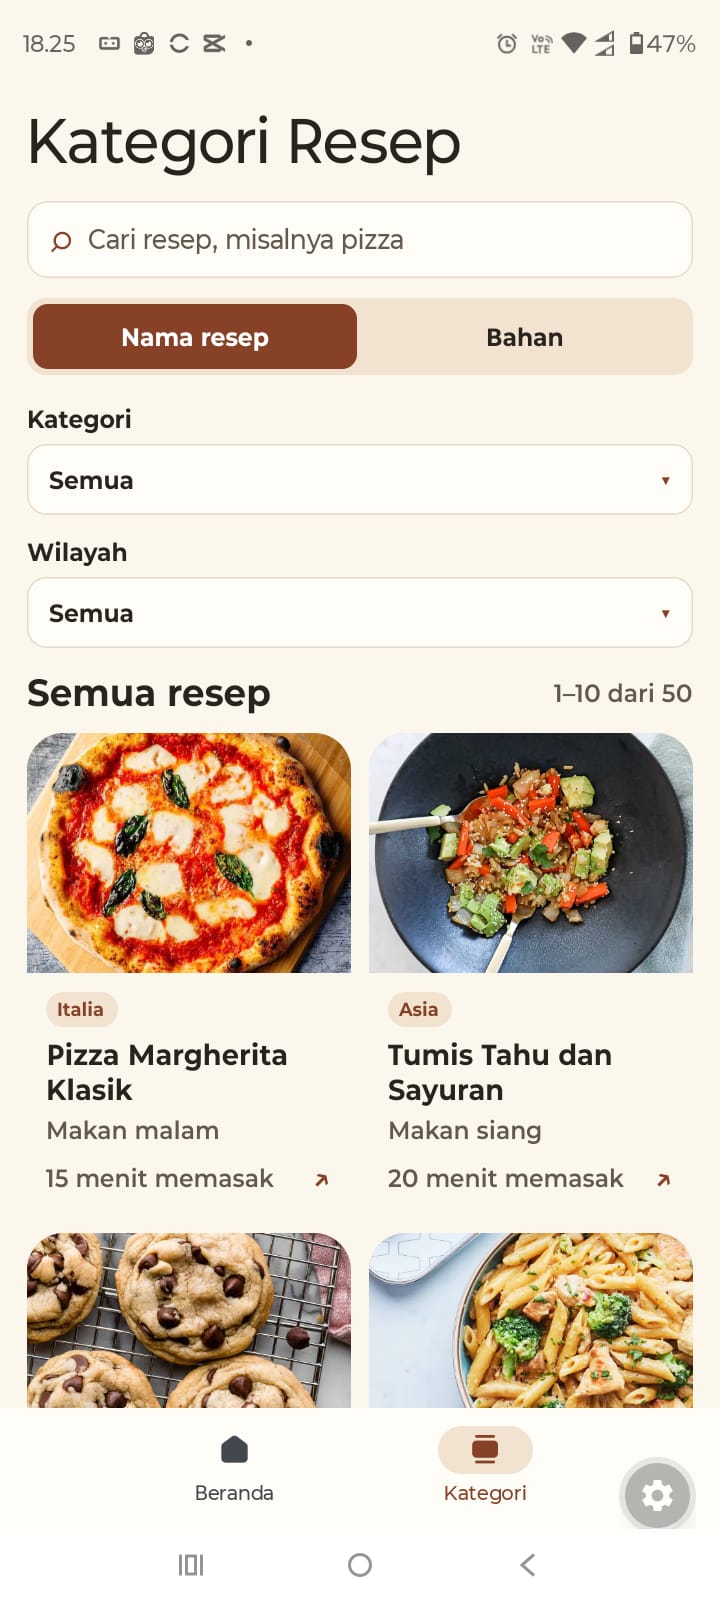 18.25
Vo LTE
47%
Kategori Resep
Cari resep, misalnya pizza
Nama resep
Bahan
Kategori
Semua
Wilayah
Semua
Semua resep
1–10 dari 50
Italia
Pizza Margherita
Klasik
Makan malam
15 menit memasak
Asia
Tumis Tahu dan
Sayuran
Makan siang
20 menit memasak
Beranda
Kategori